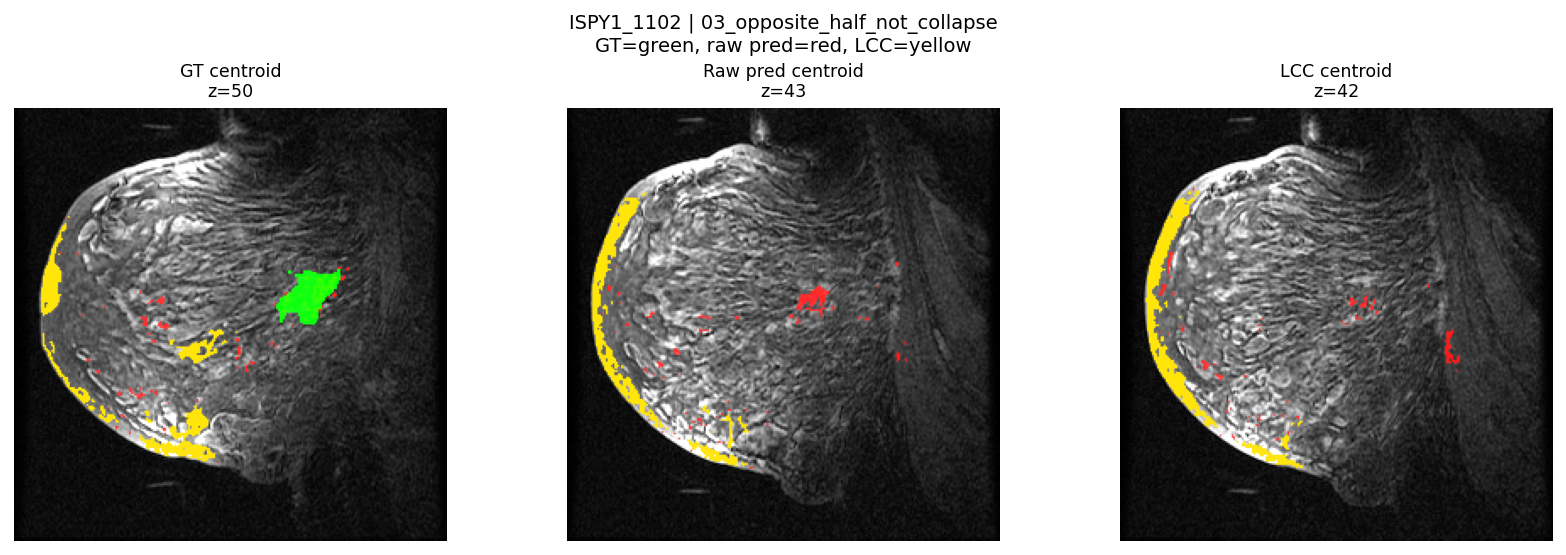 ISPY1_1102 | 03_opposite_half_not_collapse
GT=green, raw pred=red, LCC=yellow
GT centroid
z=50
Raw pred centroid
z=43
LCC centroid
z=42